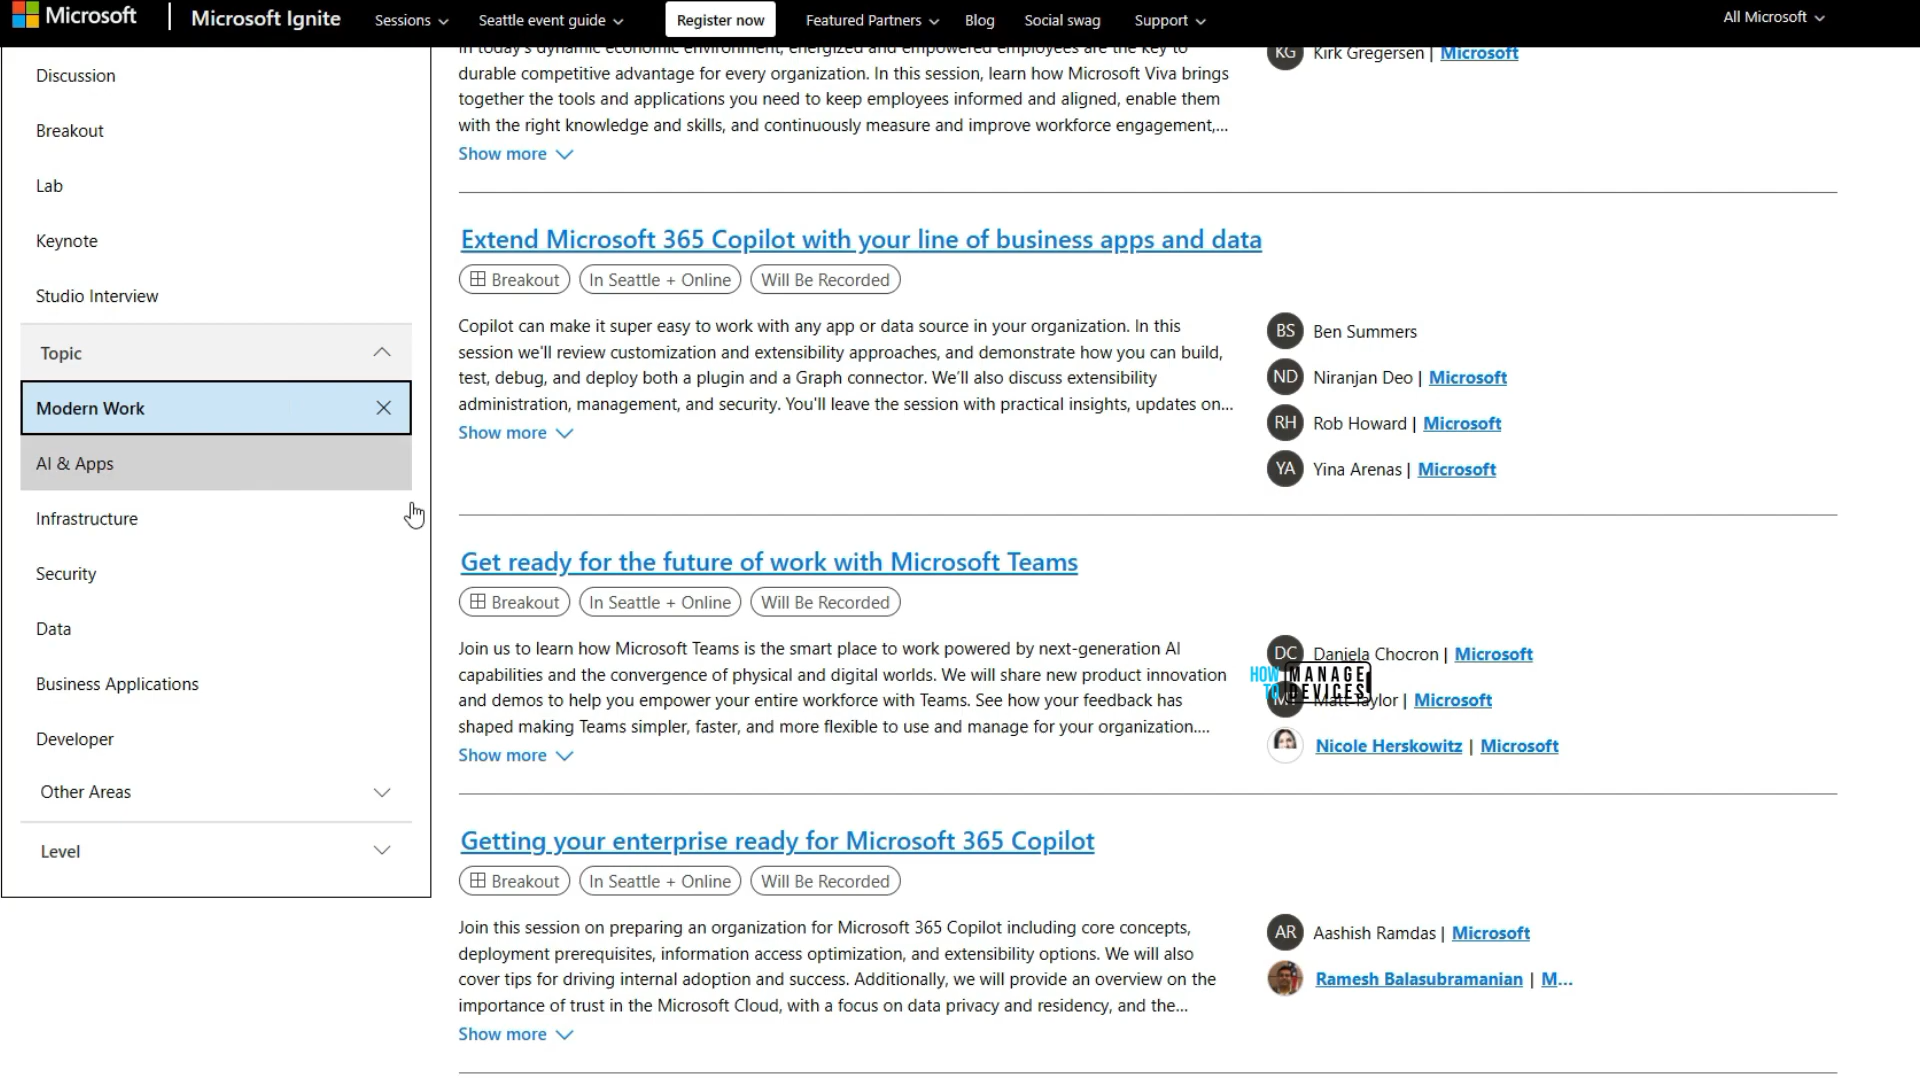 Microsoft
Microsoft Ignite
Sessions
Seattle event guide
Register now
Featured Partners
Blog
Social swag
Support
All Microsoft
Discussion
Breakout
Lab
Keynote
Studio Interview
Topic
Modern Work
AI & Apps
Infrastructure
Security
Data
Business Applications
Developer
Other Areas
Level
In today's dynamic economic environment, energized and empowered employees are the key to
durable competitive advantage for every organization. In this session, learn how Microsoft Viva brings
together the tools and applications you need to keep employees informed and aligned, enable them
with the right knowledge and skills, and continuously measure and improve workforce engagement,...
Show more
KG Kirk Gregersen | Microsoft
Extend Microsoft 365 Copilot with your line of business apps and data
Breakout In Seattle + Online Will Be Recorded
Copilot can make it super easy to work with any app or data source in your organization. In this
session we'll review customization and extensibility approaches, and demonstrate how you can build,
test, debug, and deploy both a plugin and a Graph connector. We'll also discuss extensibility
administration, management, and security. You'll leave the session with practical insights, updates on...
Show more
BS Ben Summers
ND Niranjan Deo | Microsoft
RH Rob Howard | Microsoft
YA Yina Arenas | Microsoft
Get ready for the future of work with Microsoft Teams
Breakout In Seattle + Online Will Be Recorded
Join us to learn how Microsoft Teams is the smart place to work powered by next-generation AI
capabilities and the convergence of physical and digital worlds. We will share new product innovation
and demos to help you empower your entire workforce with Teams. See how your feedback has
shaped making Teams simpler, faster, and more flexible to use and manage for your organization....
Show more
DC Daniela Chocron | Microsoft
HOW TO MANAGE DEVICES
MT Matt Taylor | Microsoft
Nicole Herskowitz | Microsoft
Getting your enterprise ready for Microsoft 365 Copilot
Breakout In Seattle + Online Will Be Recorded
Join this session on preparing an organization for Microsoft 365 Copilot including core concepts,
deployment prerequisites, information access optimization, and extensibility options. We will also
cover tips for driving internal adoption and success. Additionally, we will provide an overview on the
importance of trust in the Microsoft Cloud, with a focus on data privacy and residency, and the...
Show more
AR Aashish Ramdas | Microsoft
Ramesh Balasubramanian | M...